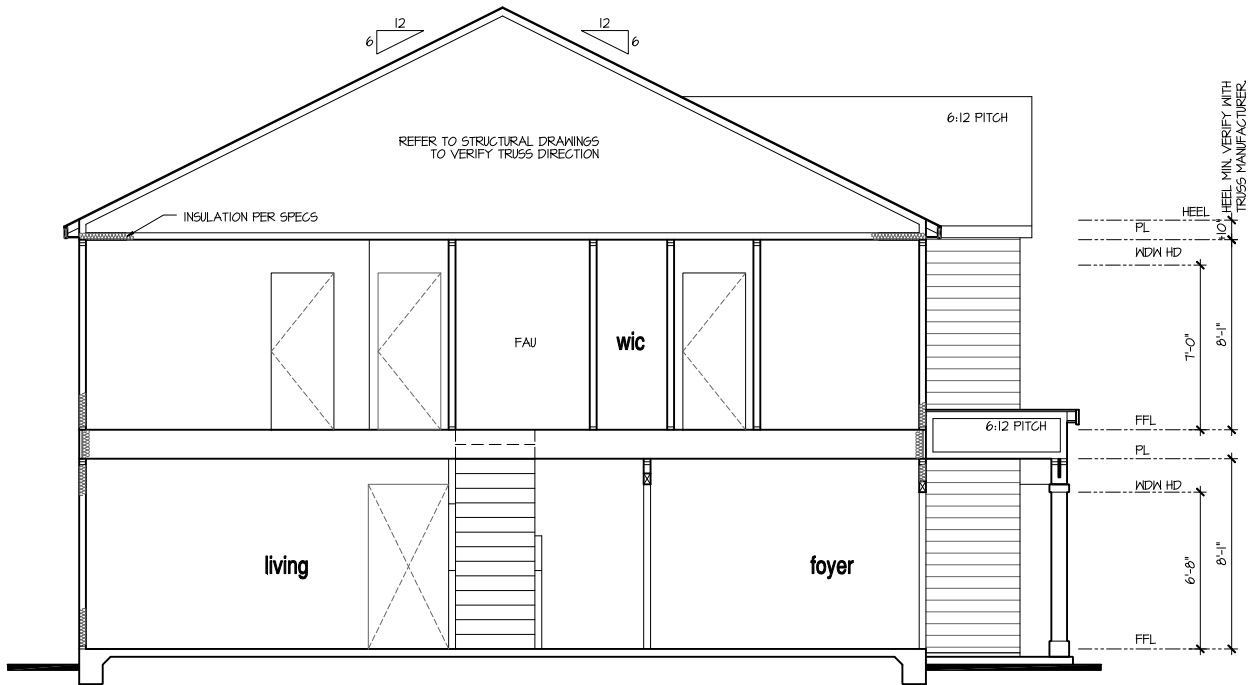 12
6
12
6
6:12 PITCH
REFER TO STRUCTURAL DRAWINGS
TO VERIFY TRUSS DIRECTION
HEEL MIN. VERIFY WITH
TRUSS MANUFACTURER.
INSULATION PER SPECS
HEEL
10"
PL
WDW HD
FAU
wic
7'-0"
8'-1"
FFL
6:12 PITCH
PL
WDW HD
living
foyer
6'-8"
8'-1"
FFL